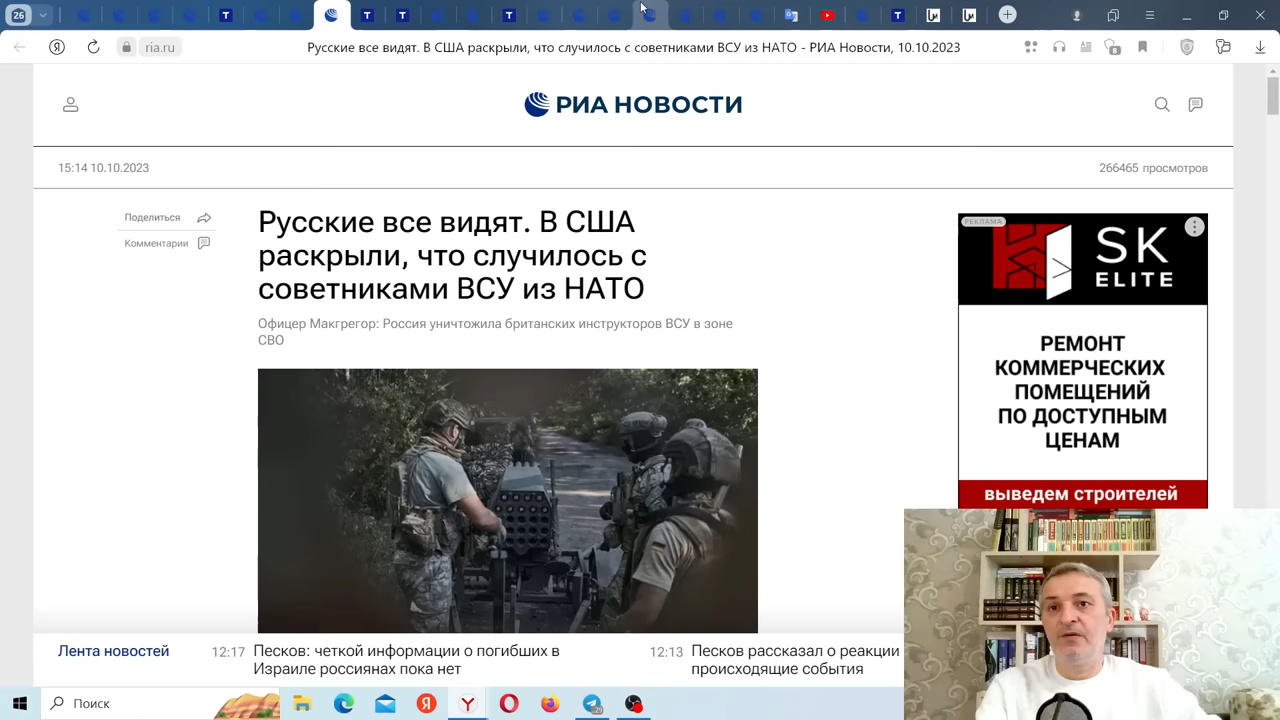 26
ria.ru
Русские все видят. В США раскрыли, что случилось с советниками ВСУ из НАТО - РИА Новости, 10.10.2023
РИА НОВОСТИ
15:14 10.10.2023
266465 просмотров
Поделиться
Комментарии
Русские все видят. В США
раскрыли, что случилось с
советниками ВСУ из НАТО
Офицер Макгрегор: Россия уничтожила британских инструкторов ВСУ в зоне
СВО
РЕКЛАМА
SK
ELITE
РЕМОНТ
КОММЕРЧЕСКИХ
ПОМЕЩЕНИЙ
ПО ДОСТУПНЫМ
ЦЕНАМ
выведем строителей
Лента новостей
12:17 Песков: четкой информации о погибших в
Израиле россиянах пока нет
12:13 Песков рассказал о реакции
происходящие события
Поиск